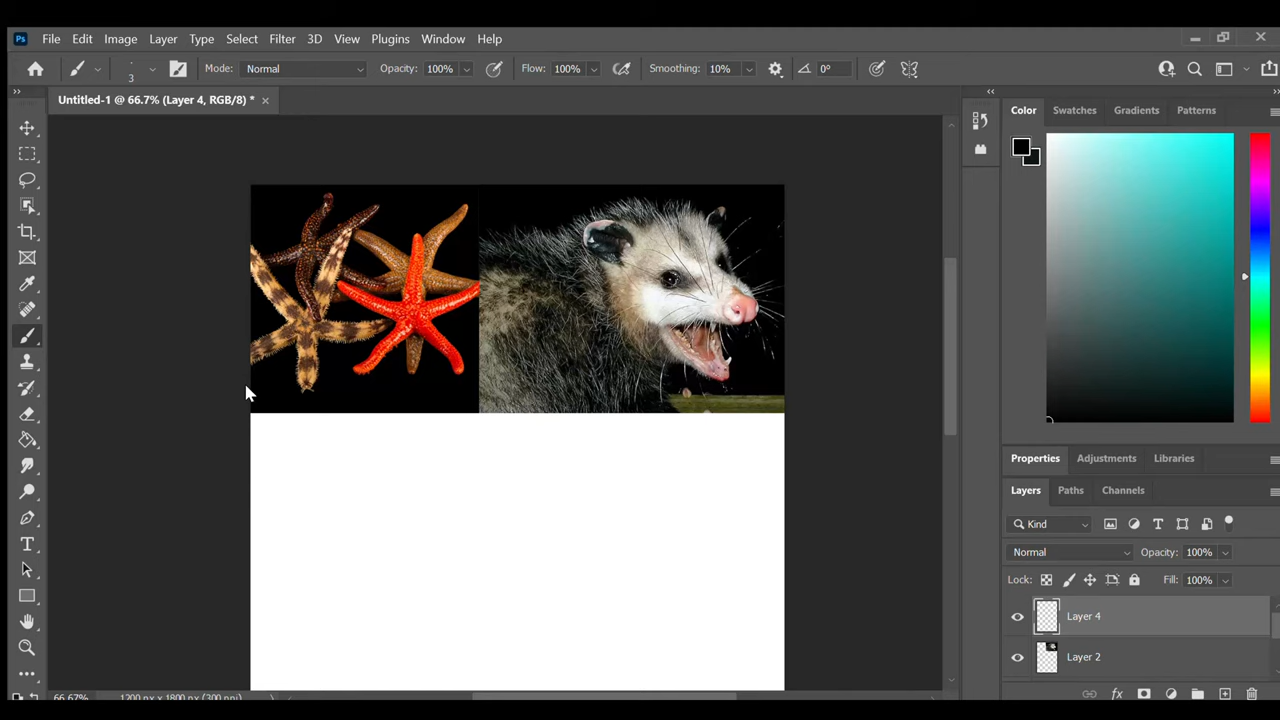 Ps File Edit Image Layer Type Select Filter 3D View Plugins Window Help
3 Mode: Normal Opacity: 100% Flow: 100% Smoothing: 10% 0°
Untitled-1 @ 66.7% (Layer 4, RGB/8) *
Color Swatches Gradients Patterns
Properties Adjustments Libraries
Layers Paths Channels
Kind
Normal Opacity: 100%
Lock: Fill: 100%
Layer 4
Layer 2
fx
66.67% 1200 px x 1800 px (300 ppi)